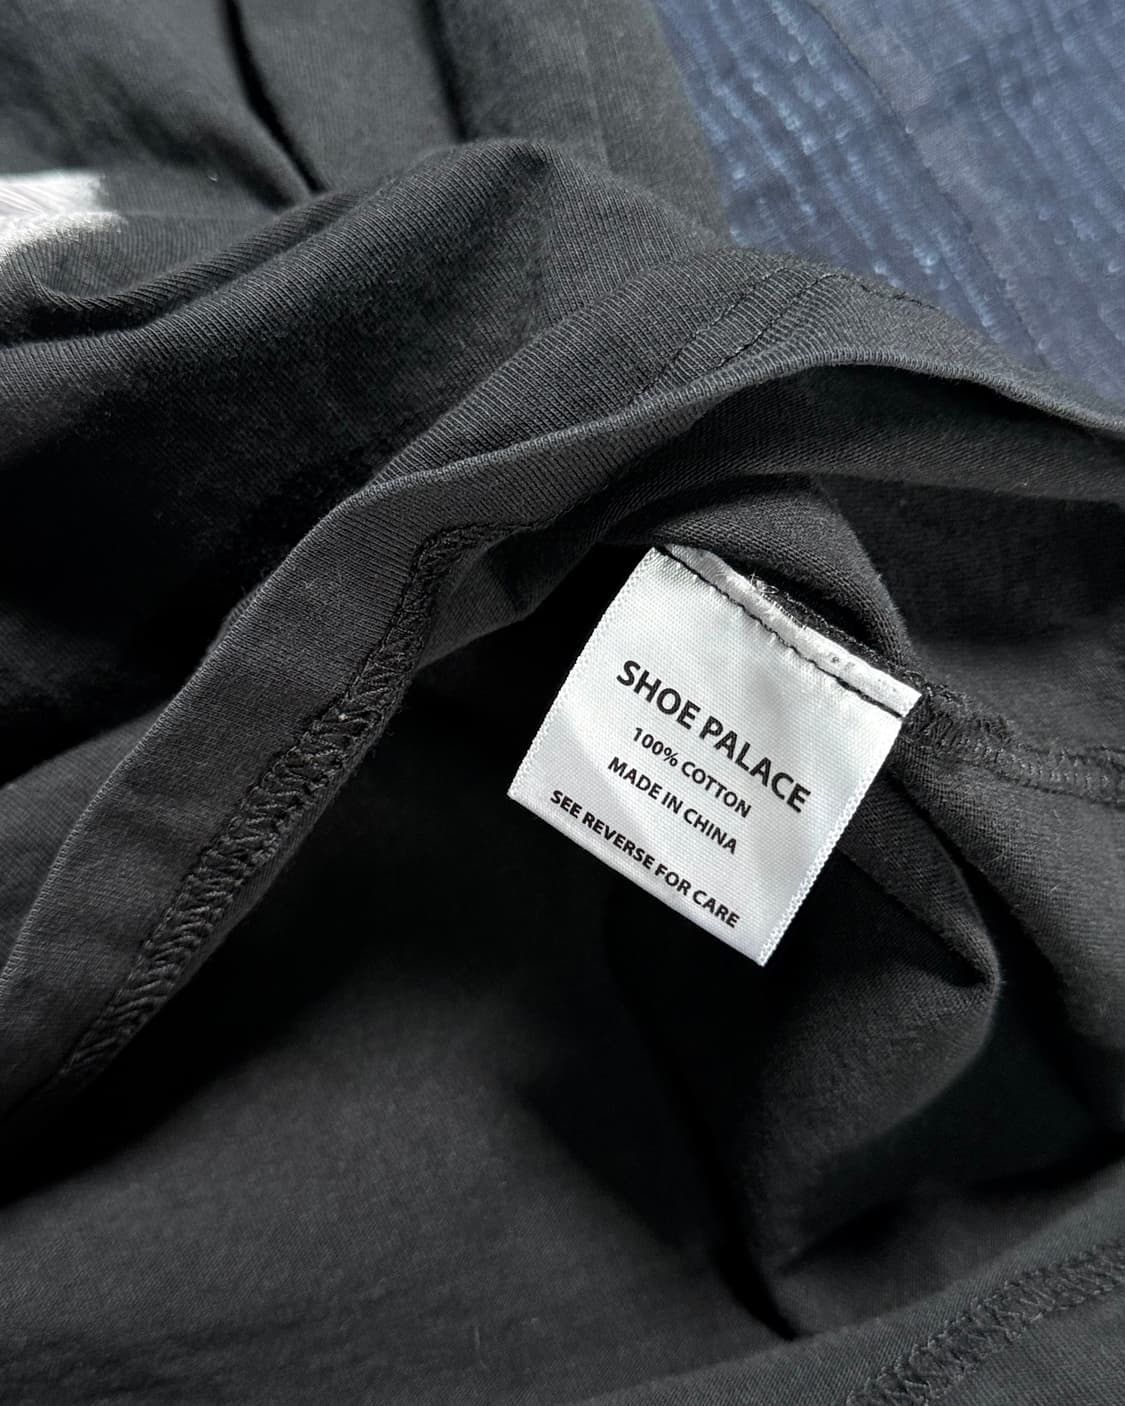 SHOE PALACE
100% COTTON
MADE IN CHINA
SEE REVERSE FOR CARE